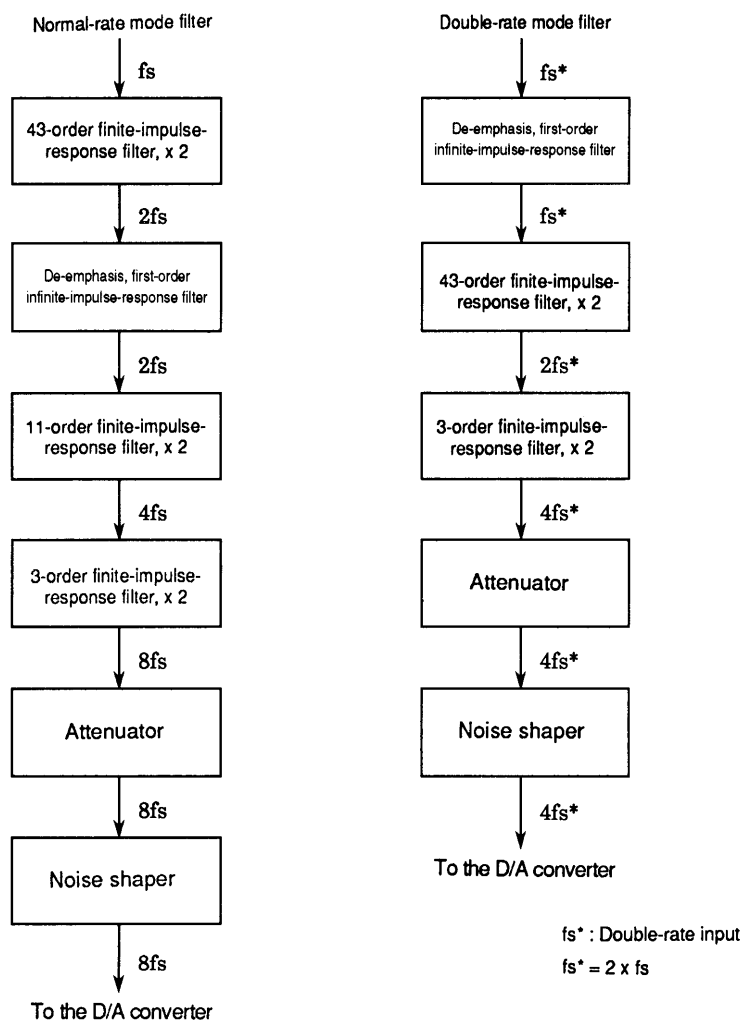 Normal-rate mode filter
fs
43-order finite-impulse-
response filter, x 2
2fs
De-emphasis, first-order
infinite-impulse-response filter
2fs
11-order finite-impulse-
response filter, x 2
4fs
3-order finite-impulse-
response filter, x 2
8fs
Attenuator
8fs
Noise shaper
8fs
To the D/A converter
Double-rate mode filter
fs*
De-emphasis, first-order
infinite-impulse-response filter
fs*
43-order finite-impulse-
response filter, x 2
2fs*
3-order finite-impulse-
response filter, x 2
4fs*
Attenuator
4fs*
Noise shaper
4fs*
To the D/A converter
fs* : Double-rate input
fs* = 2 x fs